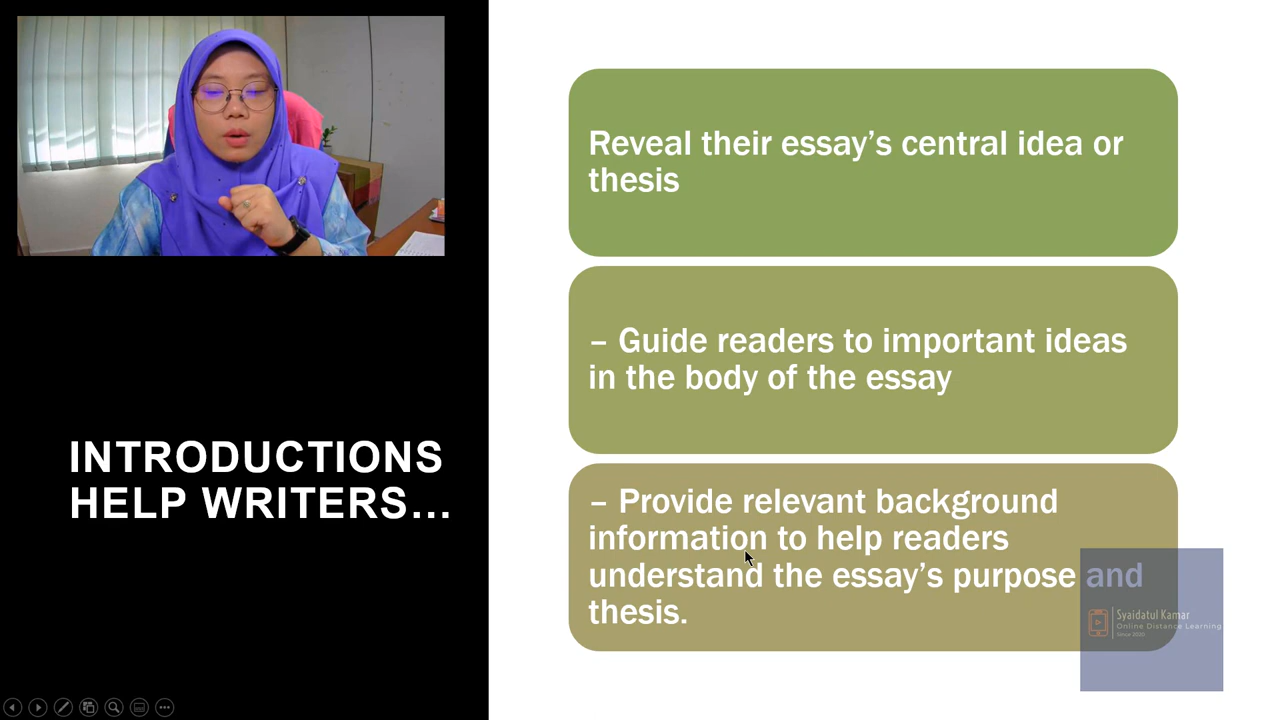 INTRODUCTIONS
HELP WRITERS...
Reveal their essay’s central idea or
thesis
– Guide readers to important ideas
in the body of the essay
– Provide relevant background
information to help readers
understand the essay’s purpose and
thesis.
Syaidatul Kamar
Online Distance Learning
Since 2020